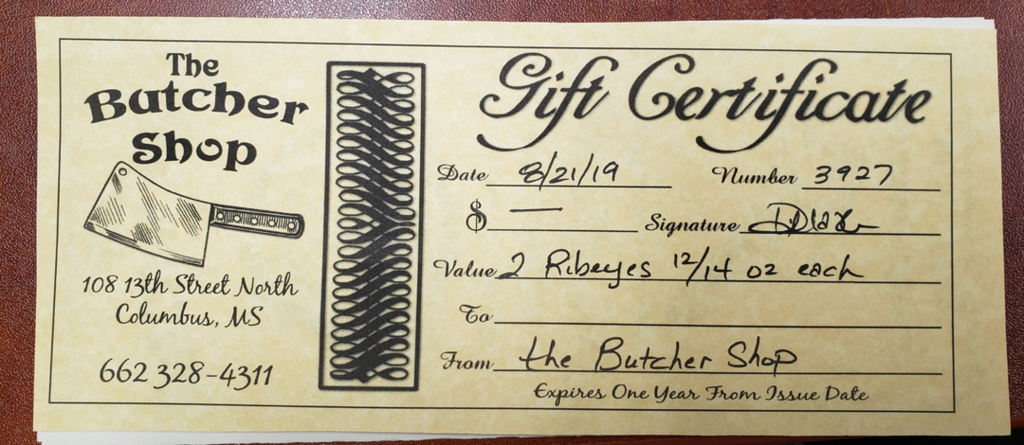 The
Butcher
Shop
108 13th Street North
Columbus, MS
662 328-4311
Gift Certificate
Date 8/21/19 Number 3927
$ — Signature
Value 2 Ribeyes 12/14 oz each
To
From the Butcher Shop
Expires One Year From Issue Date